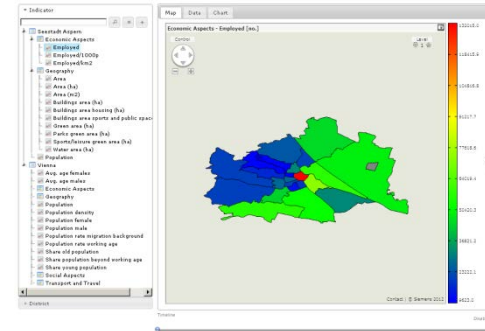 Indicator
Seestadt Aspern
Economic Aspects
Employed
Employed/1000p
Employed/km2
Geography
Area
Area (ha)
Area (m2)
Buildings area (ha)
Buildings area housing (ha)
Buildings area sports and public spac
Green area (ha)
Parks green area (ha)
Sports/leisure green area (ha)
Water area (ha)
Population
Vienna
Avg. age females
Avg. age males
Economic Aspects
Geography
Population
Population density
Population female
Population male
Population rate migration background
Population rate working age
Share old population
Share population beyond working age
Share young population
Social Aspects
Transport and Travel
District
Map Data Chart
Economic Aspects - Employed [no.]
Control
Level
1
Contact | © Siemens 2012
Timeline